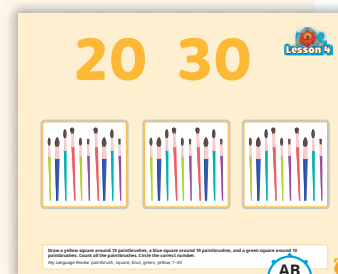 20 30
Lesson 4
Draw a yellow square around 10 paintbrushes, a blue square around 10 paintbrushes, and a green square around 10
paintbrushes. Count all the paintbrushes. Circle the correct number.
Key Language Review: paintbrush, square, blue, green, yellow, 1–30
AB